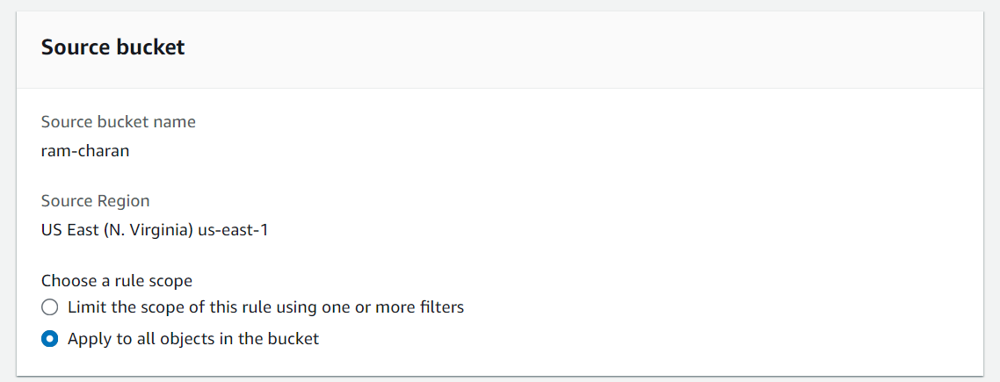 Source bucket
Source bucket name
ram-charan
Source Region
US East (N. Virginia) us-east-1
Choose a rule scope
Limit the scope of this rule using one or more filters
Apply to all objects in the bucket